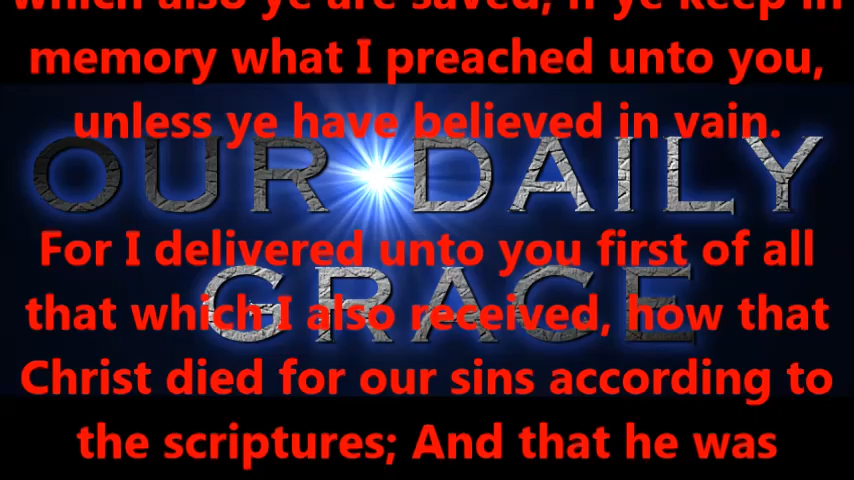 which also ye are saved, if ye keep in
memory what I preached unto you,
unless ye have believed in vain.
OUR DAILY
For I delivered unto you first of all
GRACE
that which I also received, how that
Christ died for our sins according to
the scriptures; And that he was